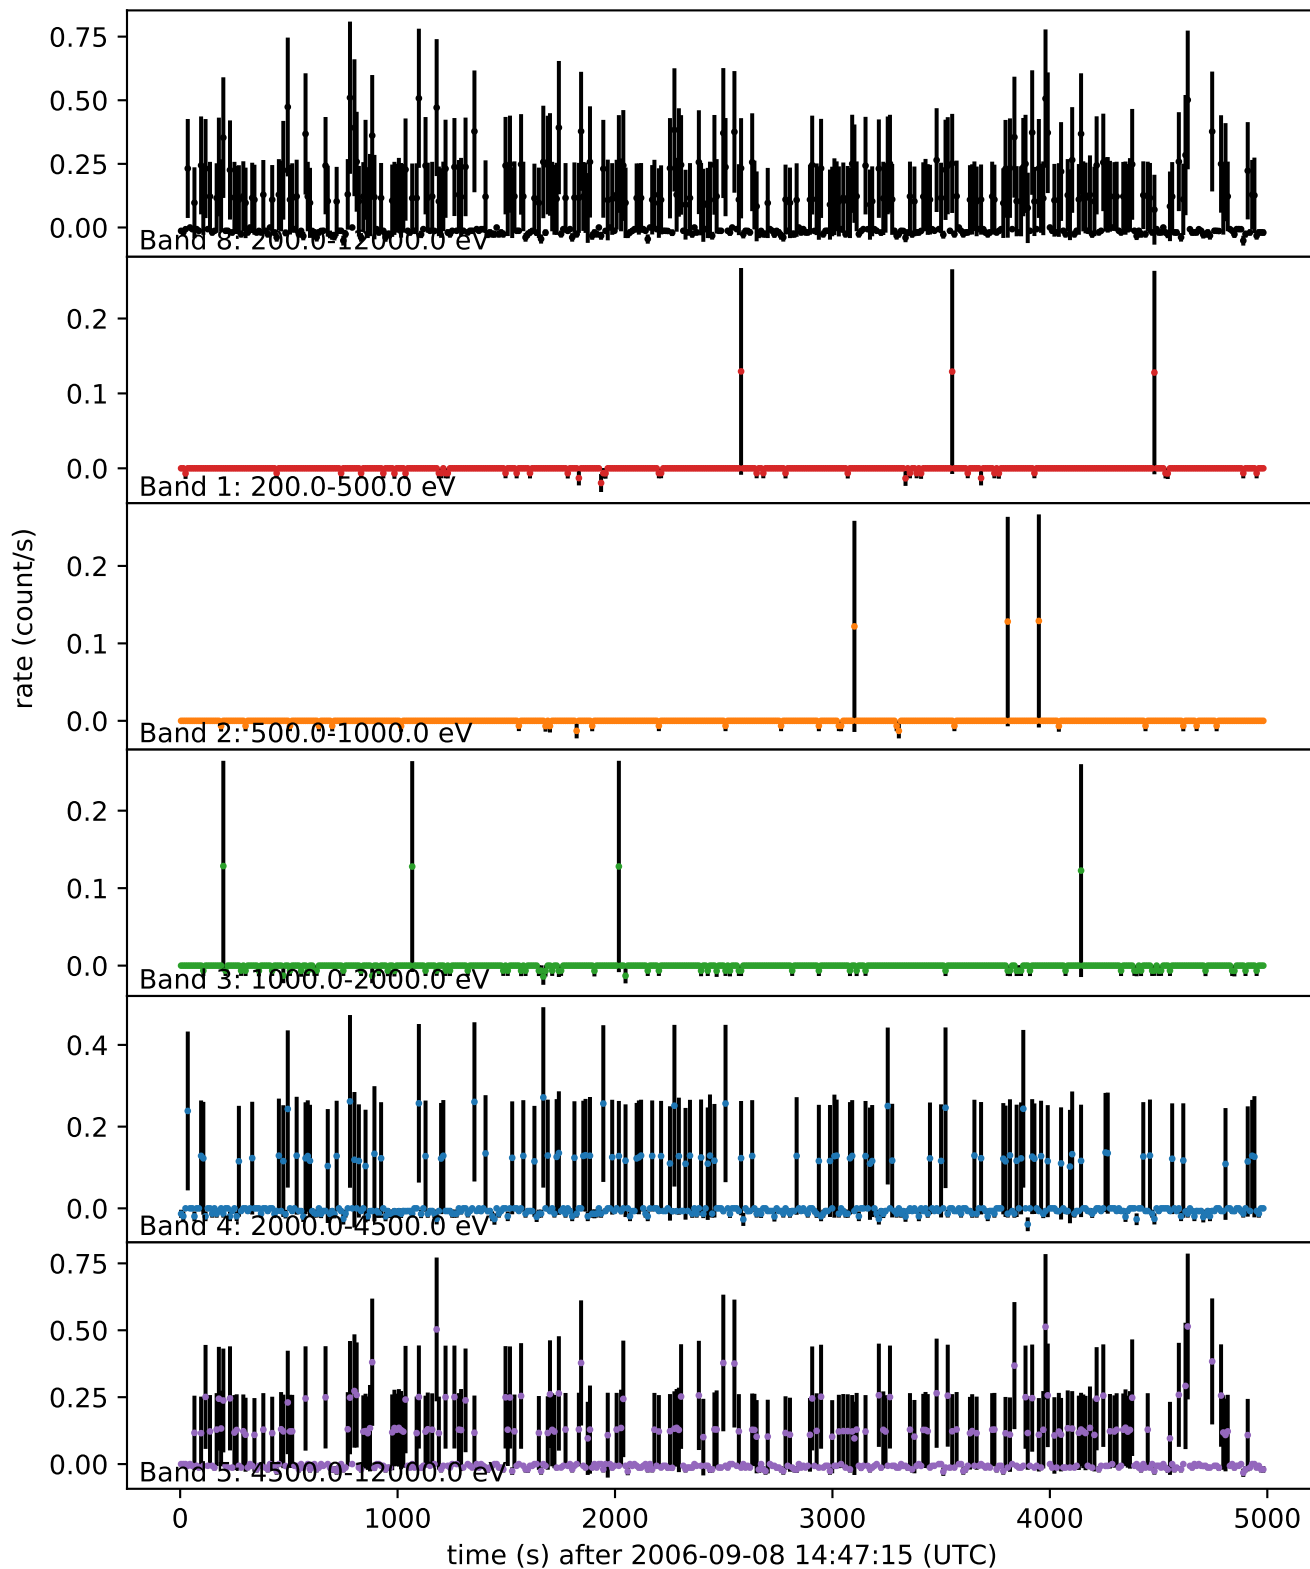 rate (count/s)
0.75
0.50
0.25
0.00
Band 8: 200.0-12000.0 eV
0.2
0.1
0.0
Band 1: 200.0-500.0 eV
0.2
0.1
0.0
Band 2: 500.0-1000.0 eV
0.2
0.1
0.0
Band 3: 1000.0-2000.0 eV
0.4
0.2
0.0
Band 4: 2000.0-4500.0 eV
0.75
0.50
0.25
0.00
Band 5: 4500.0-12000.0 eV
0 1000 2000 3000 4000 5000
time (s) after 2006-09-08 14:47:15 (UTC)